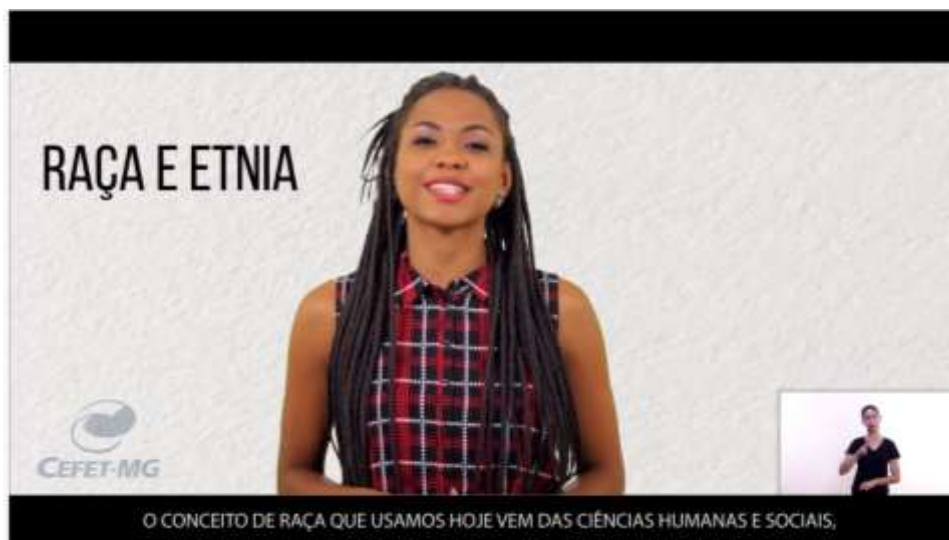 RAÇA E ETNIA
CEFET-MG
O CONCEITO DE RAÇA QUE USAMOS HOJE VEM DAS CIÊNCIAS HUMANAS E SOCIAIS,